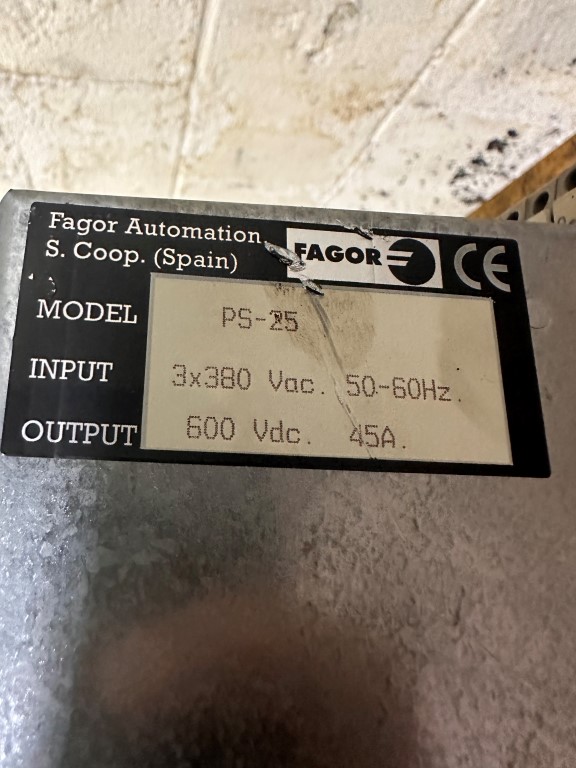 Fagor Automation
S. Coop. (Spain)
FAGOR
CE
MODEL PS-25
INPUT 3x380 Vac. 50-60Hz.
OUTPUT 600 Vdc. 45A.